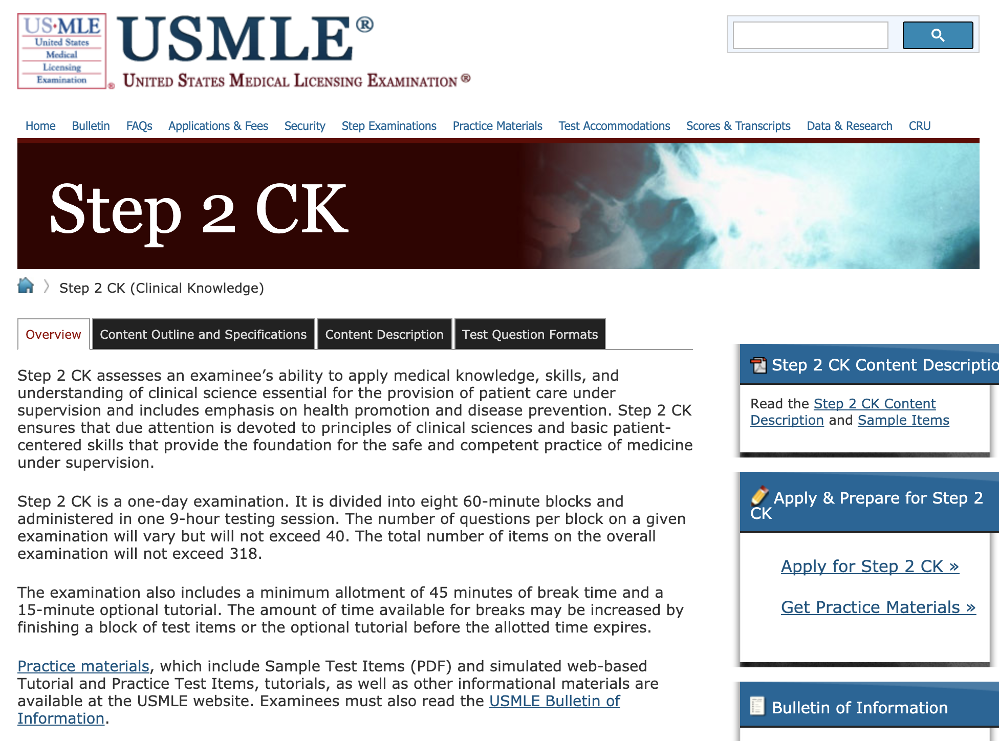 US•MLE
United States
Medical
Licensing
Examination
®
USMLE®
UNITED STATES MEDICAL LICENSING EXAMINATION ®
Home Bulletin FAQs Applications & Fees Security Step Examinations Practice Materials Test Accommodations Scores & Transcripts Data & Research CRU
Step 2 CK
Step 2 CK (Clinical Knowledge)
Overview Content Outline and Specifications Content Description Test Question Formats
Step 2 CK assesses an examinee’s ability to apply medical knowledge, skills, and
understanding of clinical science essential for the provision of patient care under
supervision and includes emphasis on health promotion and disease prevention. Step 2 CK
ensures that due attention is devoted to principles of clinical sciences and basic patient-
centered skills that provide the foundation for the safe and competent practice of medicine
under supervision.
Step 2 CK is a one-day examination. It is divided into eight 60-minute blocks and
administered in one 9-hour testing session. The number of questions per block on a given
examination will vary but will not exceed 40. The total number of items on the overall
examination will not exceed 318.
The examination also includes a minimum allotment of 45 minutes of break time and a
15-minute optional tutorial. The amount of time available for breaks may be increased by
finishing a block of test items or the optional tutorial before the allotted time expires.
Practice materials, which include Sample Test Items (PDF) and simulated web-based
Tutorial and Practice Test Items, tutorials, as well as other informational materials are
available at the USMLE website. Examinees must also read the USMLE Bulletin of
Information.
Step 2 CK Content Descriptio
Read the Step 2 CK Content
Description and Sample Items
Apply & Prepare for Step 2
CK
Apply for Step 2 CK »
Get Practice Materials »
Bulletin of Information